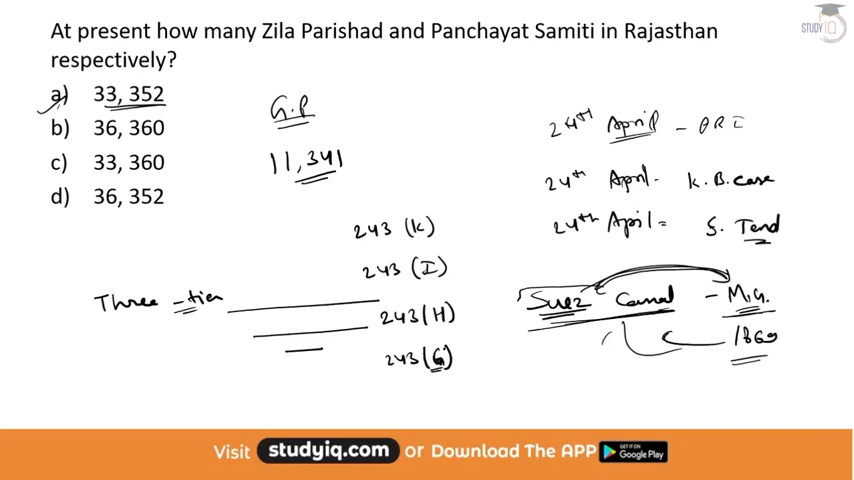 STUDY IQ
At present how many Zila Parishad and Panchayat Samiti in Rajasthan
respectively?
a) 33, 352
b) 36, 360
c) 33, 360
d) 36, 352
G.P
11,341
24th April - PRI
24th April - K.B. case
24th April = S. Tend
243 (K)
243 (I)
243 (H)
243 (G)
Three-tier
Suez Canal - M.G.
1869
Visit studyiq.com or Download The APP GET IT ON Google Play